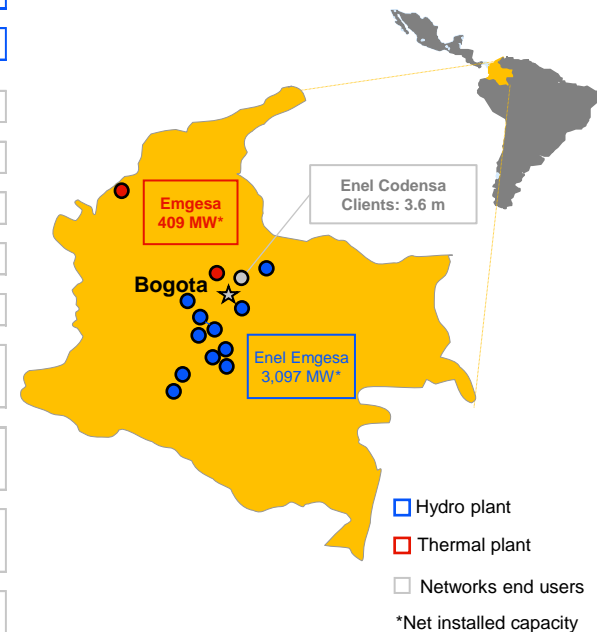 Emgesa
409 MW*
Enel Codensa
Clients: 3.6 m
Bogota
Enel Emgesa
3,097 MW*
Hydro plant
Thermal plant
Networks end users
*Net installed capacity